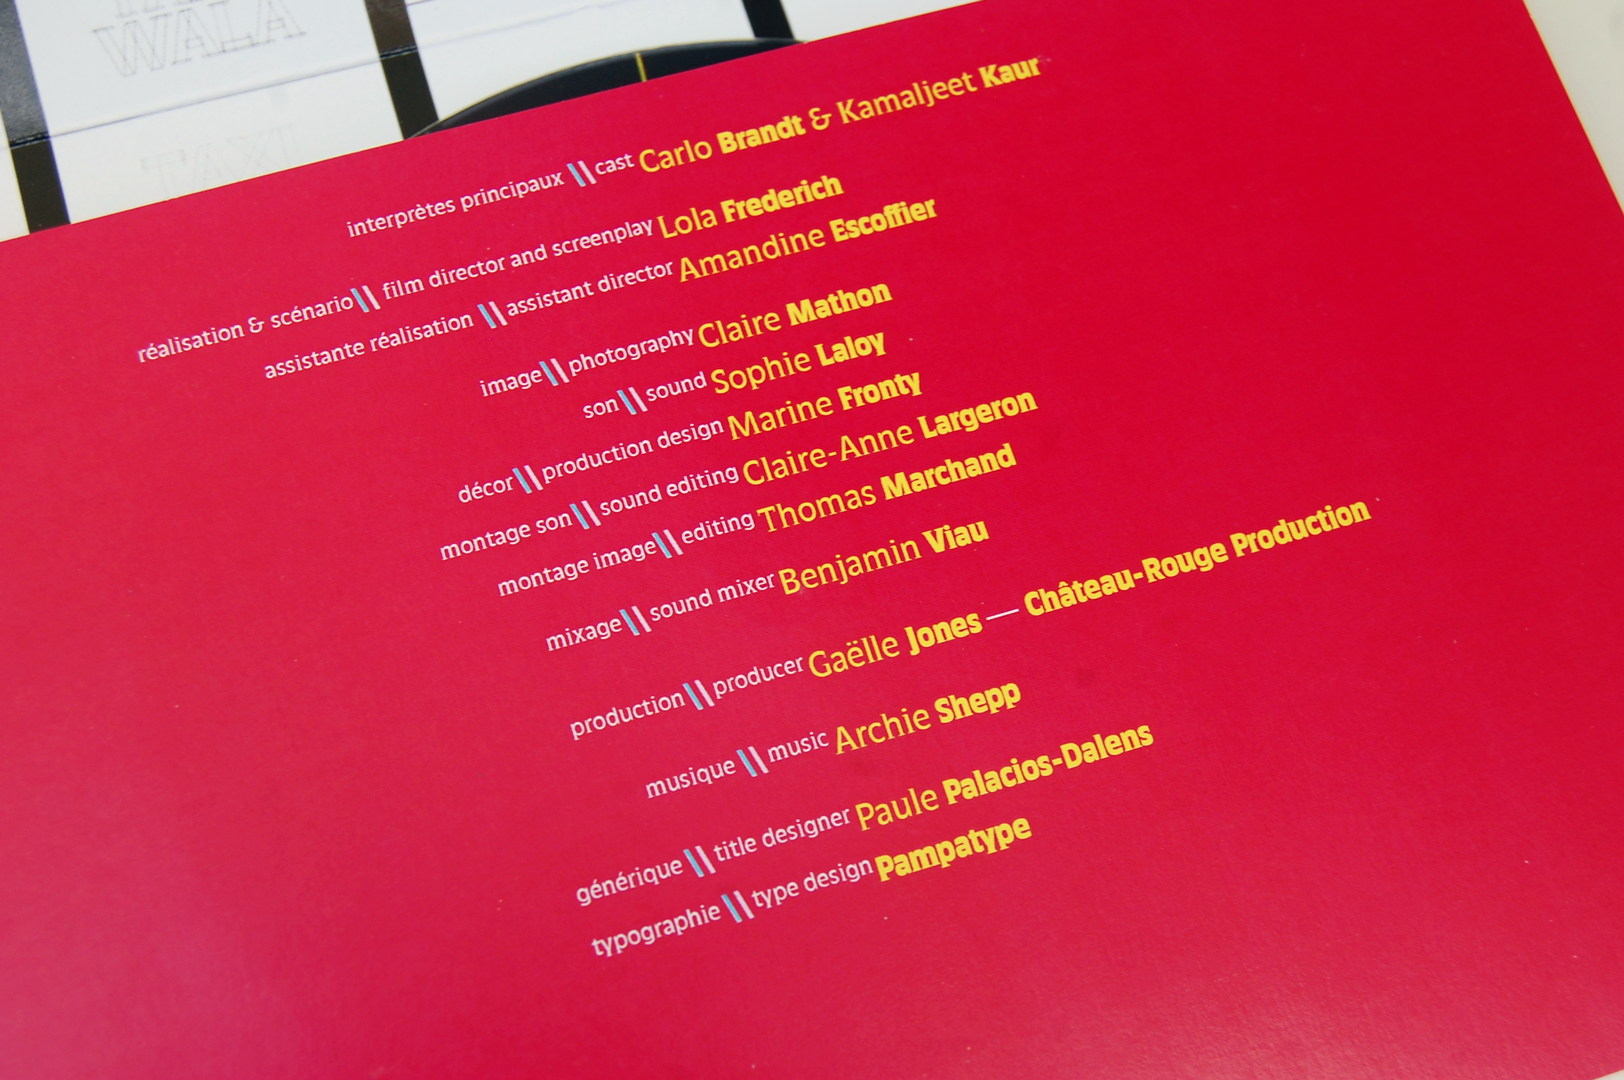 WALA
TAXI
interprètes principaux \\ cast Carlo Brandt & Kamaljeet Kaur
réalisation & scénario \\ film director and screenplay Lola Frederich
assistante réalisation \\ assistant director Amandine Escoffier
image \\ photography Claire Mathon
son \\ sound Sophie Laloy
décor \\ production design Marine Fronty
montage son \\ sound editing Claire-Anne Largeron
montage image \\ editing Thomas Marchand
mixage \\ sound mixer Benjamin Viau
production \\ producer Gaëlle Jones — Château-Rouge Production
musique \\ music Archie Shepp
générique \\ title designer Paule Palacios-Dalens
typographie \\ type design Pampatype